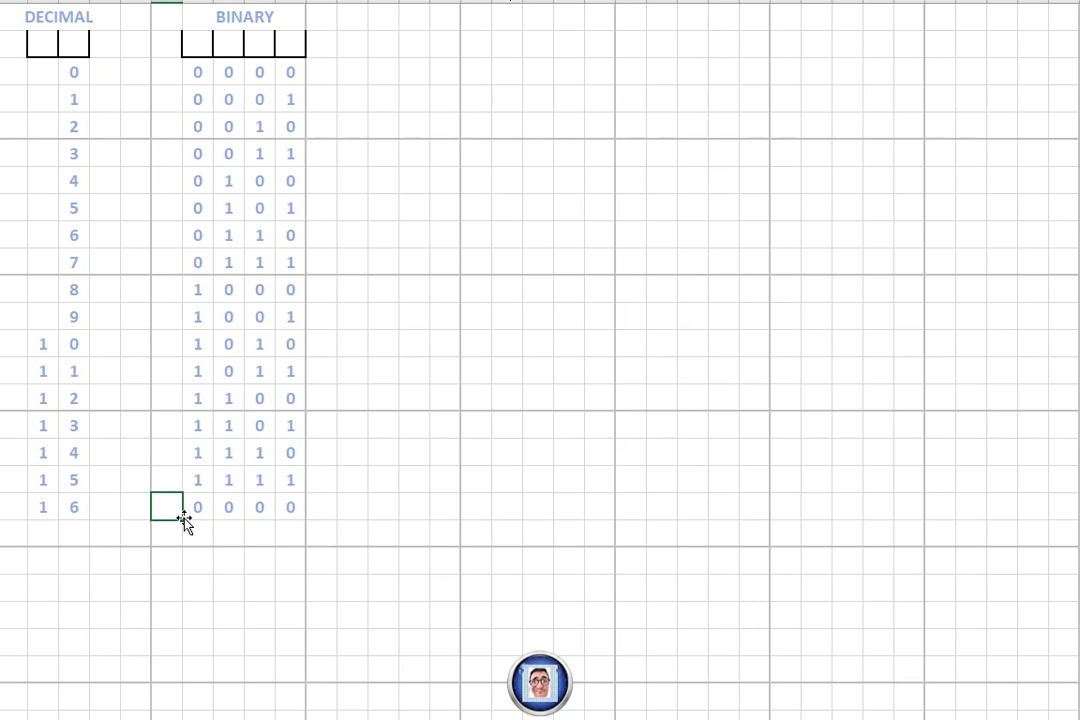 DECIMAL BINARY
0 0 0 0 0
1 0 0 0 1
2 0 0 1 0
3 0 0 1 1
4 0 1 0 0
5 0 1 0 1
6 0 1 1 0
7 0 1 1 1
8 1 0 0 0
9 1 0 0 1
1 0 1 0 1 0
1 1 1 0 1 1
1 2 1 1 0 0
1 3 1 1 0 1
1 4 1 1 1 0
1 5 1 1 1 1
1 6 0 0 0 0